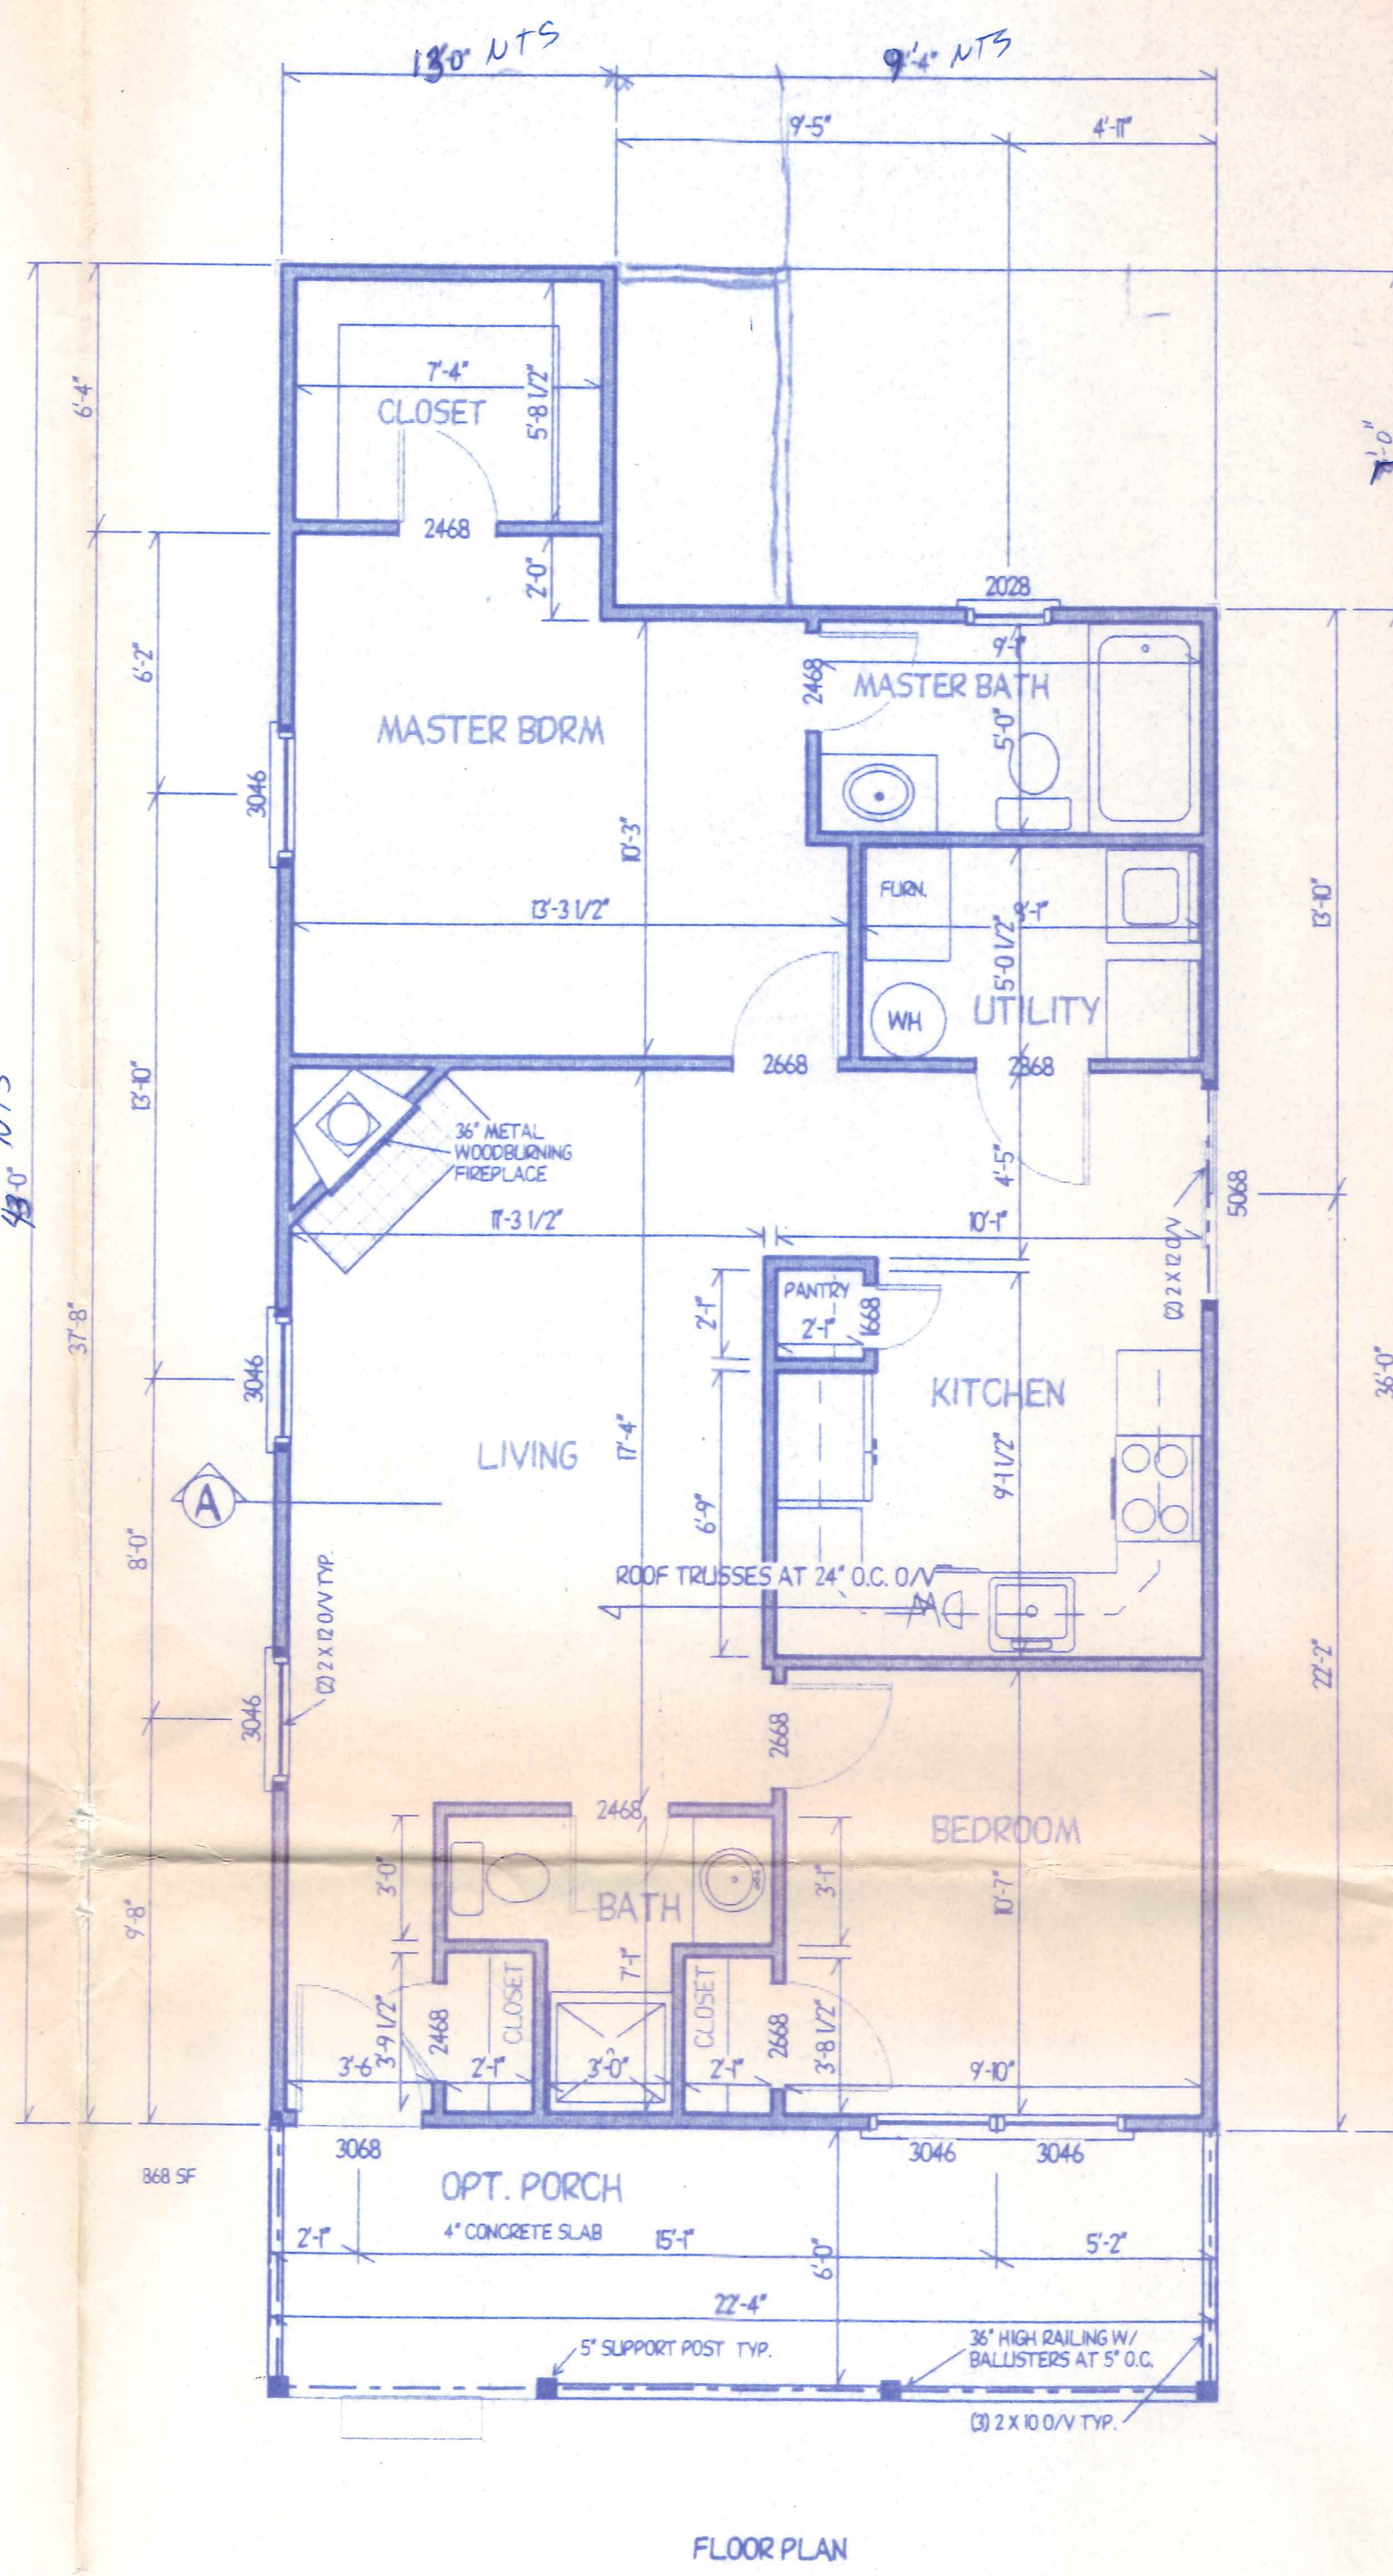 13'-0" NTS
9'-4" NTS
9'-5"
4'-11"
6'-4"
7'-4"
CLOSET
5'-8 1/2"
2468
2'-0"
2028
6'-2"
9'-1"
2468
MASTER BATH
MASTER BDRM
5'-0"
3046
10'-3"
FURN.
13'-3 1/2"
9'-1"
5'-0 1/2"
13'-10"
WH
UTILITY
2668
2868
13'-10"
36" METAL
WOODBURNING
FIREPLACE
4'-5"
5068
43'-0" NTS
11'-3 1/2"
10'-1"
(2) 2 X 12 O/V
PANTRY
2'-1"
2'-1"
1668
37'-8"
3046
KITCHEN
36'-0"
LIVING
17'-4"
9'-1 1/2"
A
6'-9"
8'-0"
ROOF TRUSSES AT 24" O.C. O/V
(2) 2 X 12 O/V TYP.
22'-2"
3046
2668
2468
BEDROOM
3'-0"
3'-1"
BATH
10'-7"
9'-8"
7'-1"
CLOSET
CLOSET
3'-9 1/2"
2468
2668
3'-8 1/2"
3'-6
2'-1"
3'-0"
2'-1"
9'-10"
3068
3046
3046
868 SF
OPT. PORCH
4" CONCRETE SLAB
2'-1"
15'-1"
6'-0"
5'-2"
22'-4"
5" SUPPORT POST TYP.
36" HIGH RAILING W/
BALUSTERS AT 5" O.C.
(3) 2 X 10 O/V TYP.
FLOOR PLAN